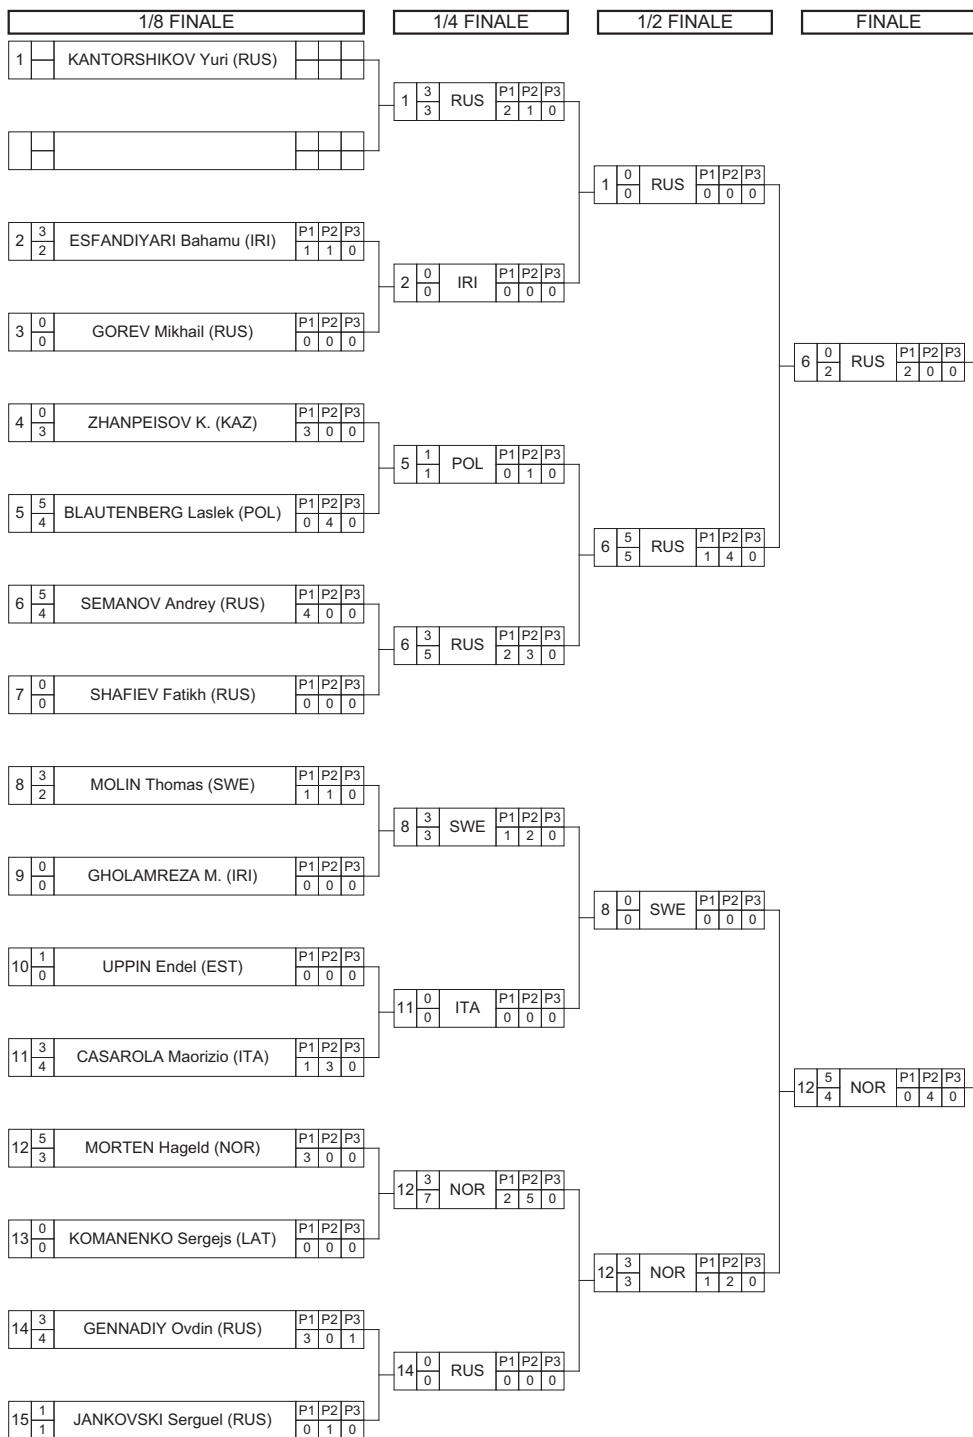 1/8 FINALE 1/4 FINALE 1/2 FINALE FINALE
1 KANTORSHIKOV Yuri (RUS)
1 3 RUS P1 P2 P3
3 2 1 0
1 0 RUS P1 P2 P3
0 0 0 0
2 3 ESFANDIYARI Bahamu (IRI) P1 P2 P3
2 1 1 0
2 0 IRI P1 P2 P3
0 0 0 0
3 0 GOREV Mikhail (RUS) P1 P2 P3
0 0 0 0
6 0 RUS P1 P2 P3
2 2 0 0
4 0 ZHANPEISOV K. (KAZ) P1 P2 P3
3 3 0 0
5 1 POL P1 P2 P3
1 0 1 0
5 5 BLAUTENBERG Laslek (POL) P1 P2 P3
4 0 4 0
6 5 RUS P1 P2 P3
5 1 4 0
6 5 SEMANOV Andrey (RUS) P1 P2 P3
4 4 0 0
6 3 RUS P1 P2 P3
5 2 3 0
7 0 SHAFIEV Fatikh (RUS) P1 P2 P3
0 0 0 0
8 3 MOLIN Thomas (SWE) P1 P2 P3
2 1 1 0
8 3 SWE P1 P2 P3
3 1 2 0
9 0 GHOLAMREZA M. (IRI) P1 P2 P3
0 0 0 0
8 0 SWE P1 P2 P3
0 0 0 0
10 1 UPPIN Endel (EST) P1 P2 P3
0 0 0 0
11 0 ITA P1 P2 P3
0 0 0 0
11 3 CASAROLA Maorizio (ITA) P1 P2 P3
4 1 3 0
12 5 NOR P1 P2 P3
4 0 4 0
12 5 MORTEN Hageld (NOR) P1 P2 P3
3 3 0 0
12 3 NOR P1 P2 P3
7 2 5 0
13 0 KOMANENKO Sergejs (LAT) P1 P2 P3
0 0 0 0
12 3 NOR P1 P2 P3
3 1 2 0
14 3 GENNADIY Ovdin (RUS) P1 P2 P3
4 3 0 1
14 0 RUS P1 P2 P3
0 0 0 0
15 1 JANKOVSKI Serguel (RUS) P1 P2 P3
1 0 1 0